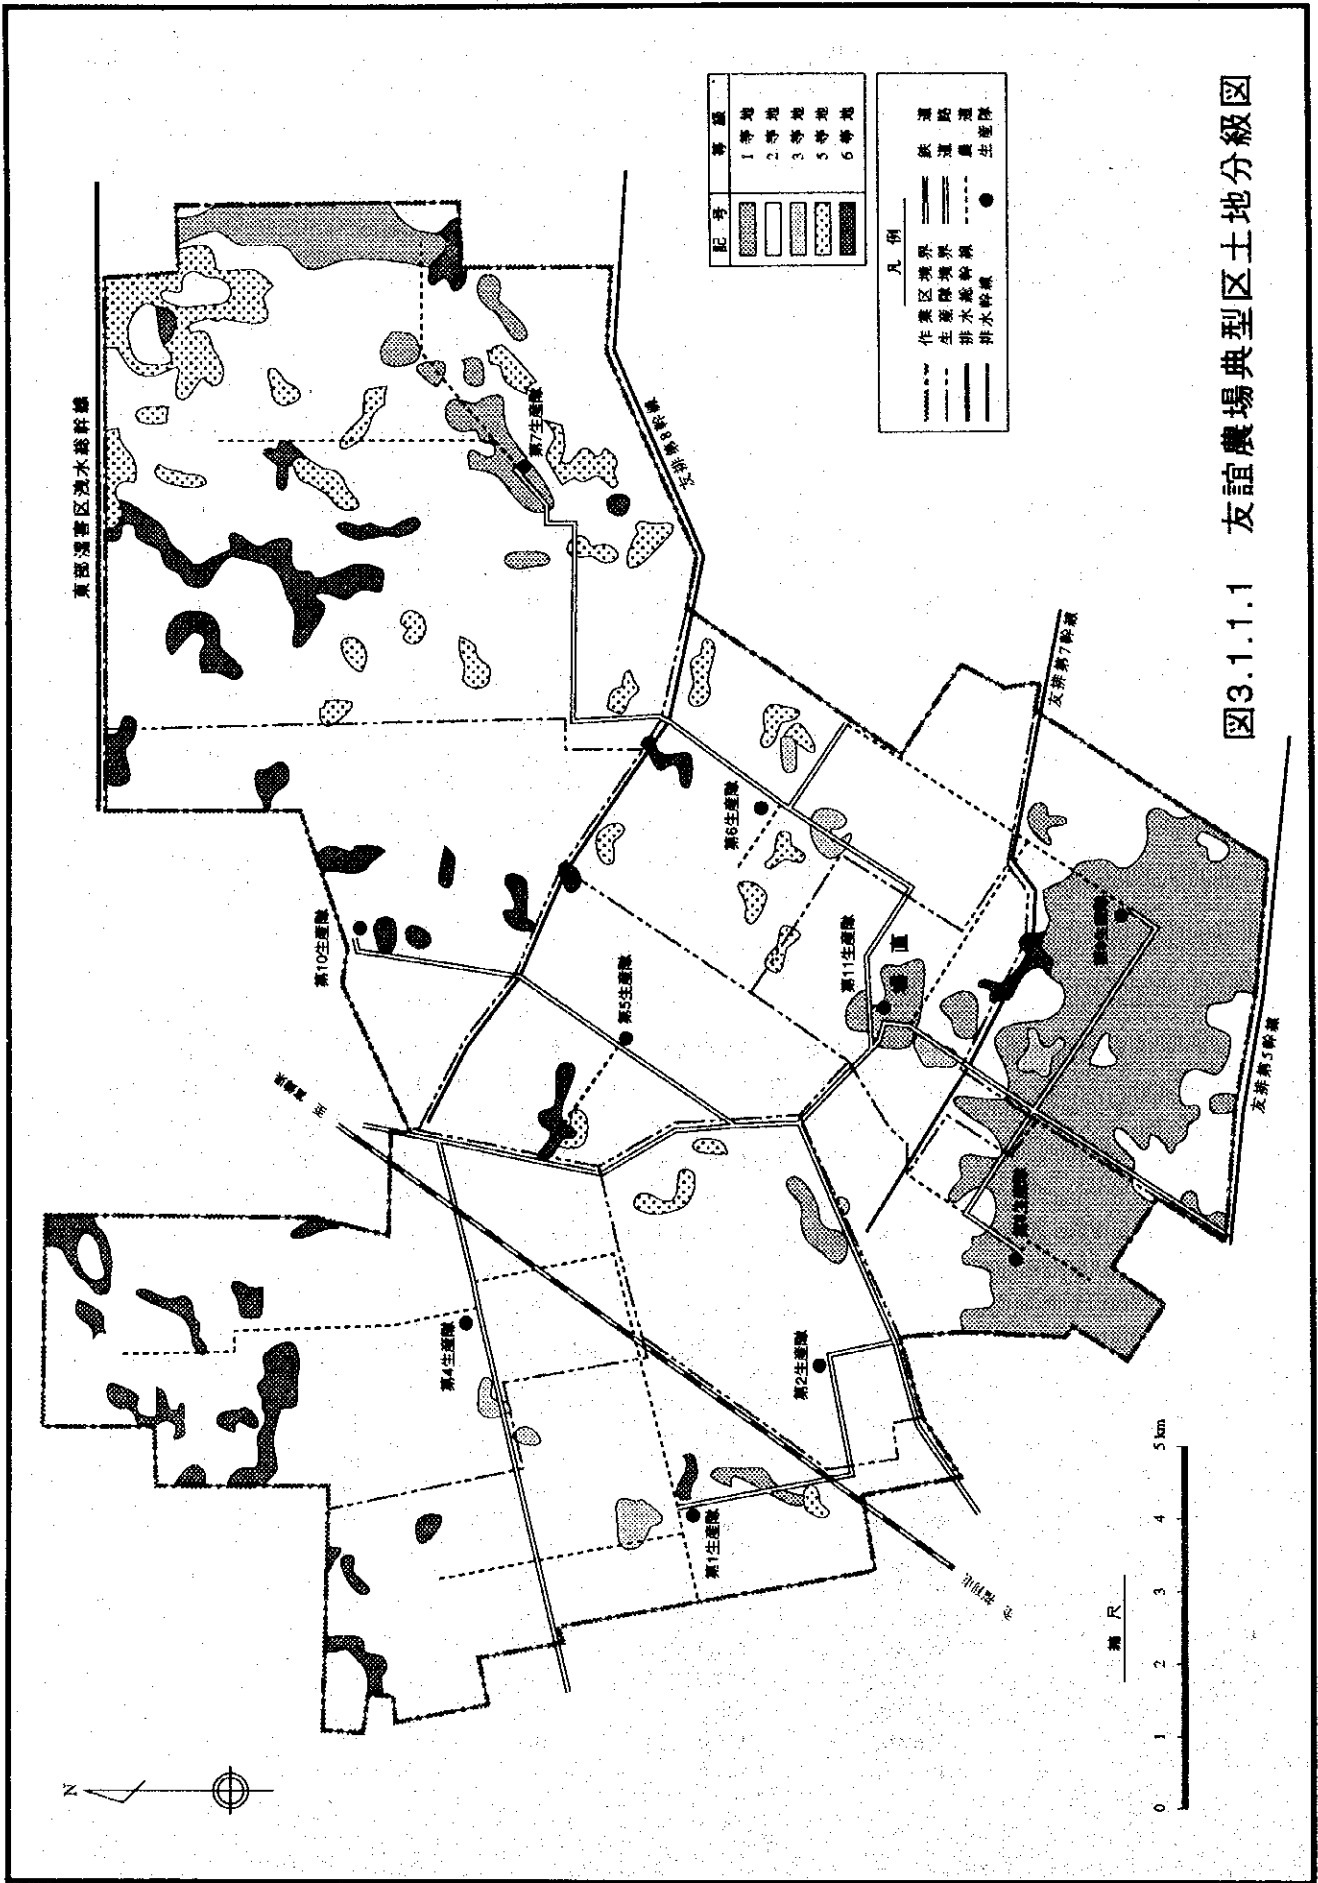 図3.1.1.1 友誼農場典型区土地分級図
N
東部澇害区洩水総幹線
友排第8幹線
友排第7幹線
友排第5幹線
第10生産隊
第7生産隊
第5生産隊
第6生産隊
第4生産隊
第11生産隊
場直
第1生産隊
第2生産隊
記号 等級
1等地
2等地
3等地
5等地
6等地
凡例
作業区境界 鉄道
生産隊境界 道路
排水総幹線 農道
排水幹線 生産隊
縮尺
0 1 2 3 4 5km